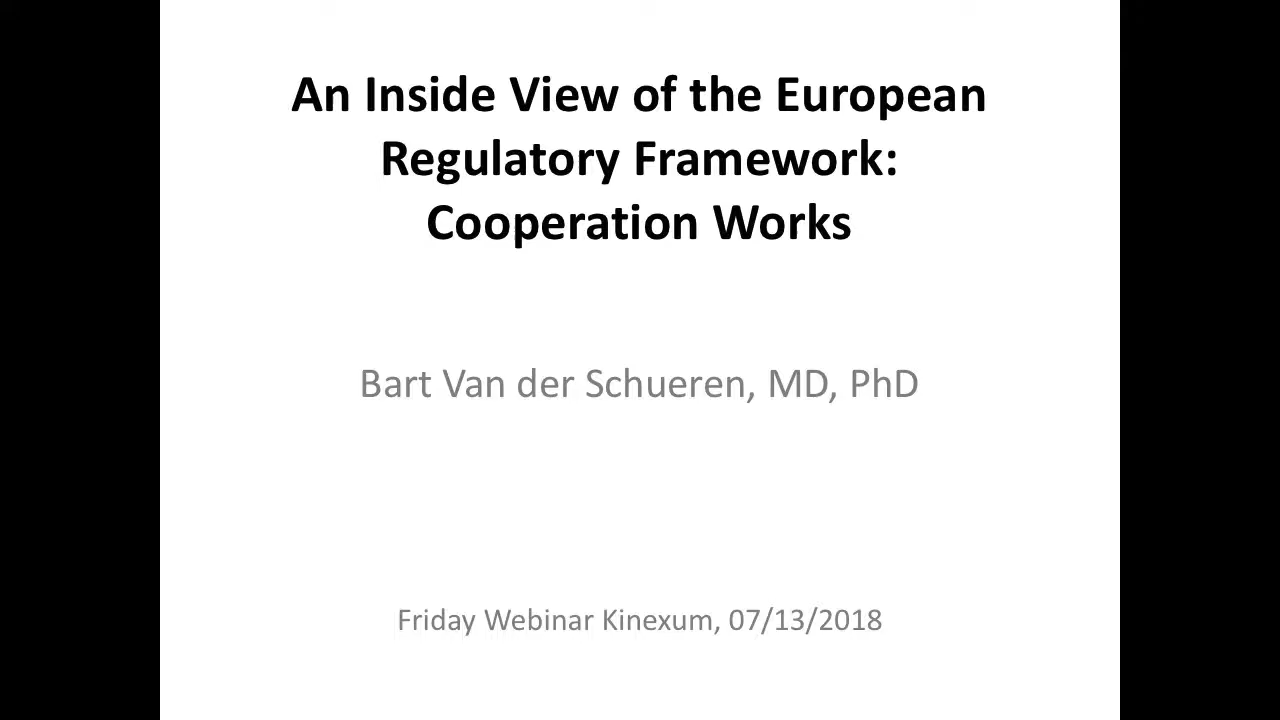 An Inside View of the European
Regulatory Framework:
Cooperation Works
Bart Van der Schueren, MD, PhD
Friday Webinar Kinexum, 07/13/2018